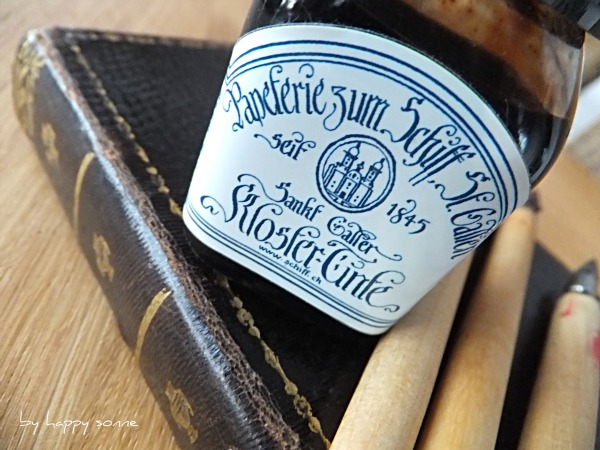 Papeterie zum Schiff, St. Gallen
seit 1845
Sankt Galler
Kloster-Tinte
www.schiff.ch
by happy sonne